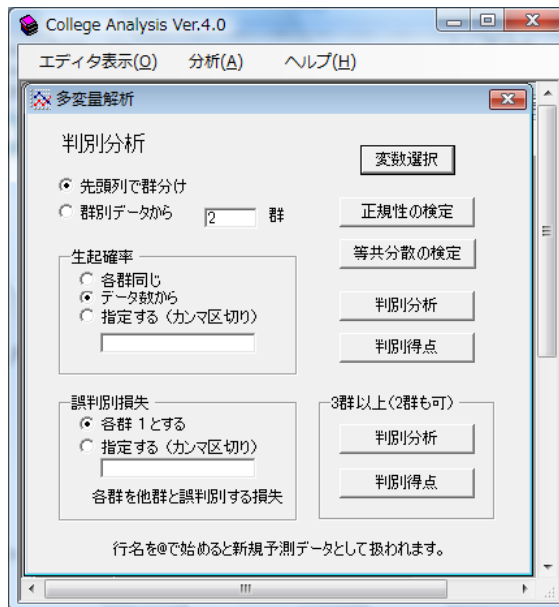 College Analysis Ver.4.0
エディタ表示(O) 分析(A) ヘルプ(H)
多変量解析
判別分析
変数選択
先頭列で群分け
群別データから 2 群
正規性の検定
等共分散の検定
生起確率
各群同じ
データ数から
指定する（カンマ区切り）
判別分析
判別得点
誤判別損失
各群 1 とする
指定する（カンマ区切り）
各群を他群と誤判別する損失
3群以上(2群も可)
判別分析
判別得点
行名を@で始めると新規予測データとして扱われます。